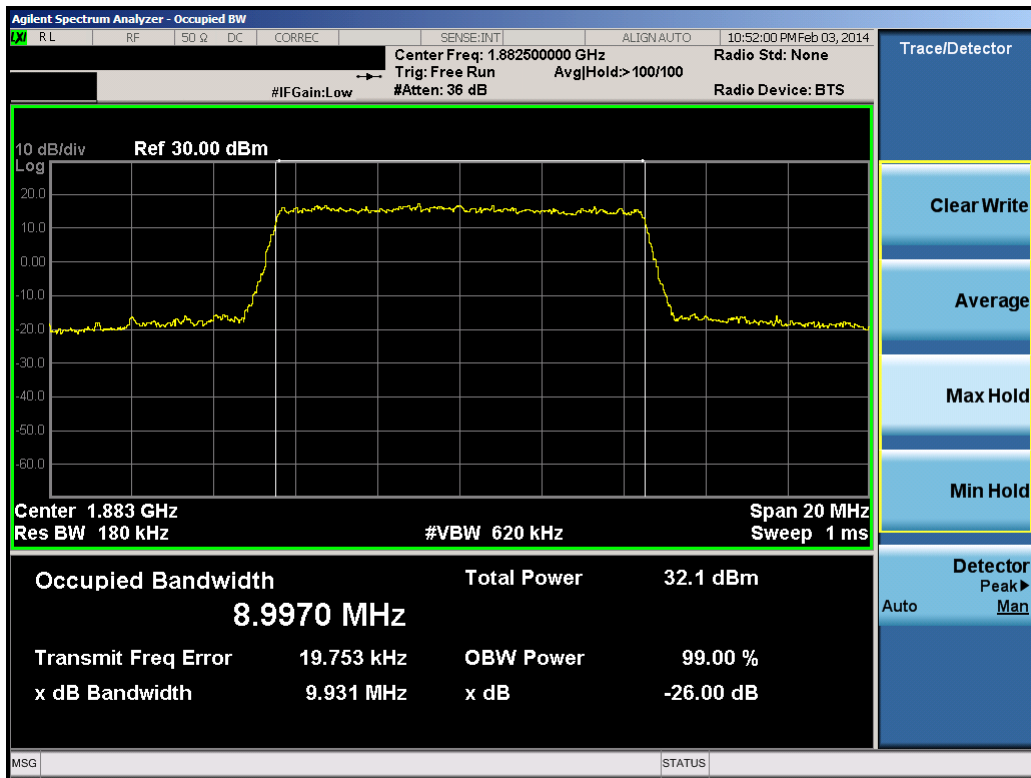 Agilent Spectrum Analyzer - Occupied BW
LXI RL RF 50 Ω DC CORREC SENSE:INT ALIGN AUTO 10:52:00 PM Feb 03, 2014
Center Freq: 1.882500000 GHz Radio Std: None
Trig: Free Run Avg|Hold:>100/100
#IFGain:Low #Atten: 36 dB Radio Device: BTS
10 dB/div Ref 30.00 dBm
Log
20.0
10.0
0.00
-10.0
-20.0
-30.0
-40.0
-50.0
-60.0
Center 1.883 GHz Span 20 MHz
Res BW 180 kHz #VBW 620 kHz Sweep 1 ms
Occupied Bandwidth Total Power 32.1 dBm
8.9970 MHz
Transmit Freq Error 19.753 kHz OBW Power 99.00 %
x dB Bandwidth 9.931 MHz x dB -26.00 dB
MSG STATUS
Trace/Detector
Clear Write
Average
Max Hold
Min Hold
Detector
Peak▶
Auto Man